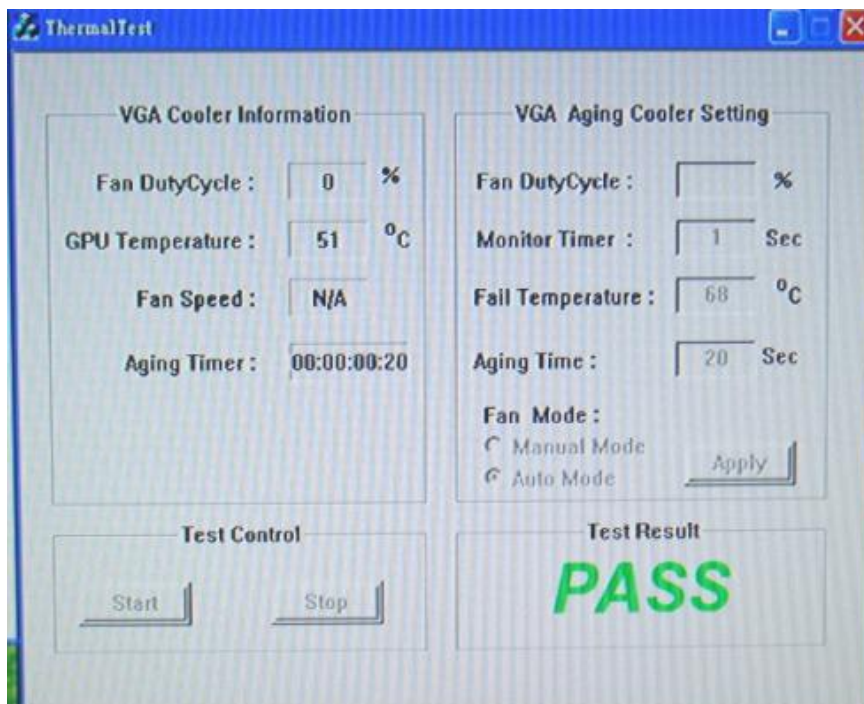 ThermalTest
VGA Cooler Information
Fan DutyCycle : 0 %
GPU Temperature : 51 °C
Fan Speed : N/A
Aging Timer : 00:00:00:20
VGA Aging Cooler Setting
Fan DutyCycle : %
Monitor Timer : 1 Sec
Fail Temperature : 68 °C
Aging Time : 20 Sec
Fan Mode :
Manual Mode
Auto Mode
Apply
Test Control
Start Stop
Test Result
PASS